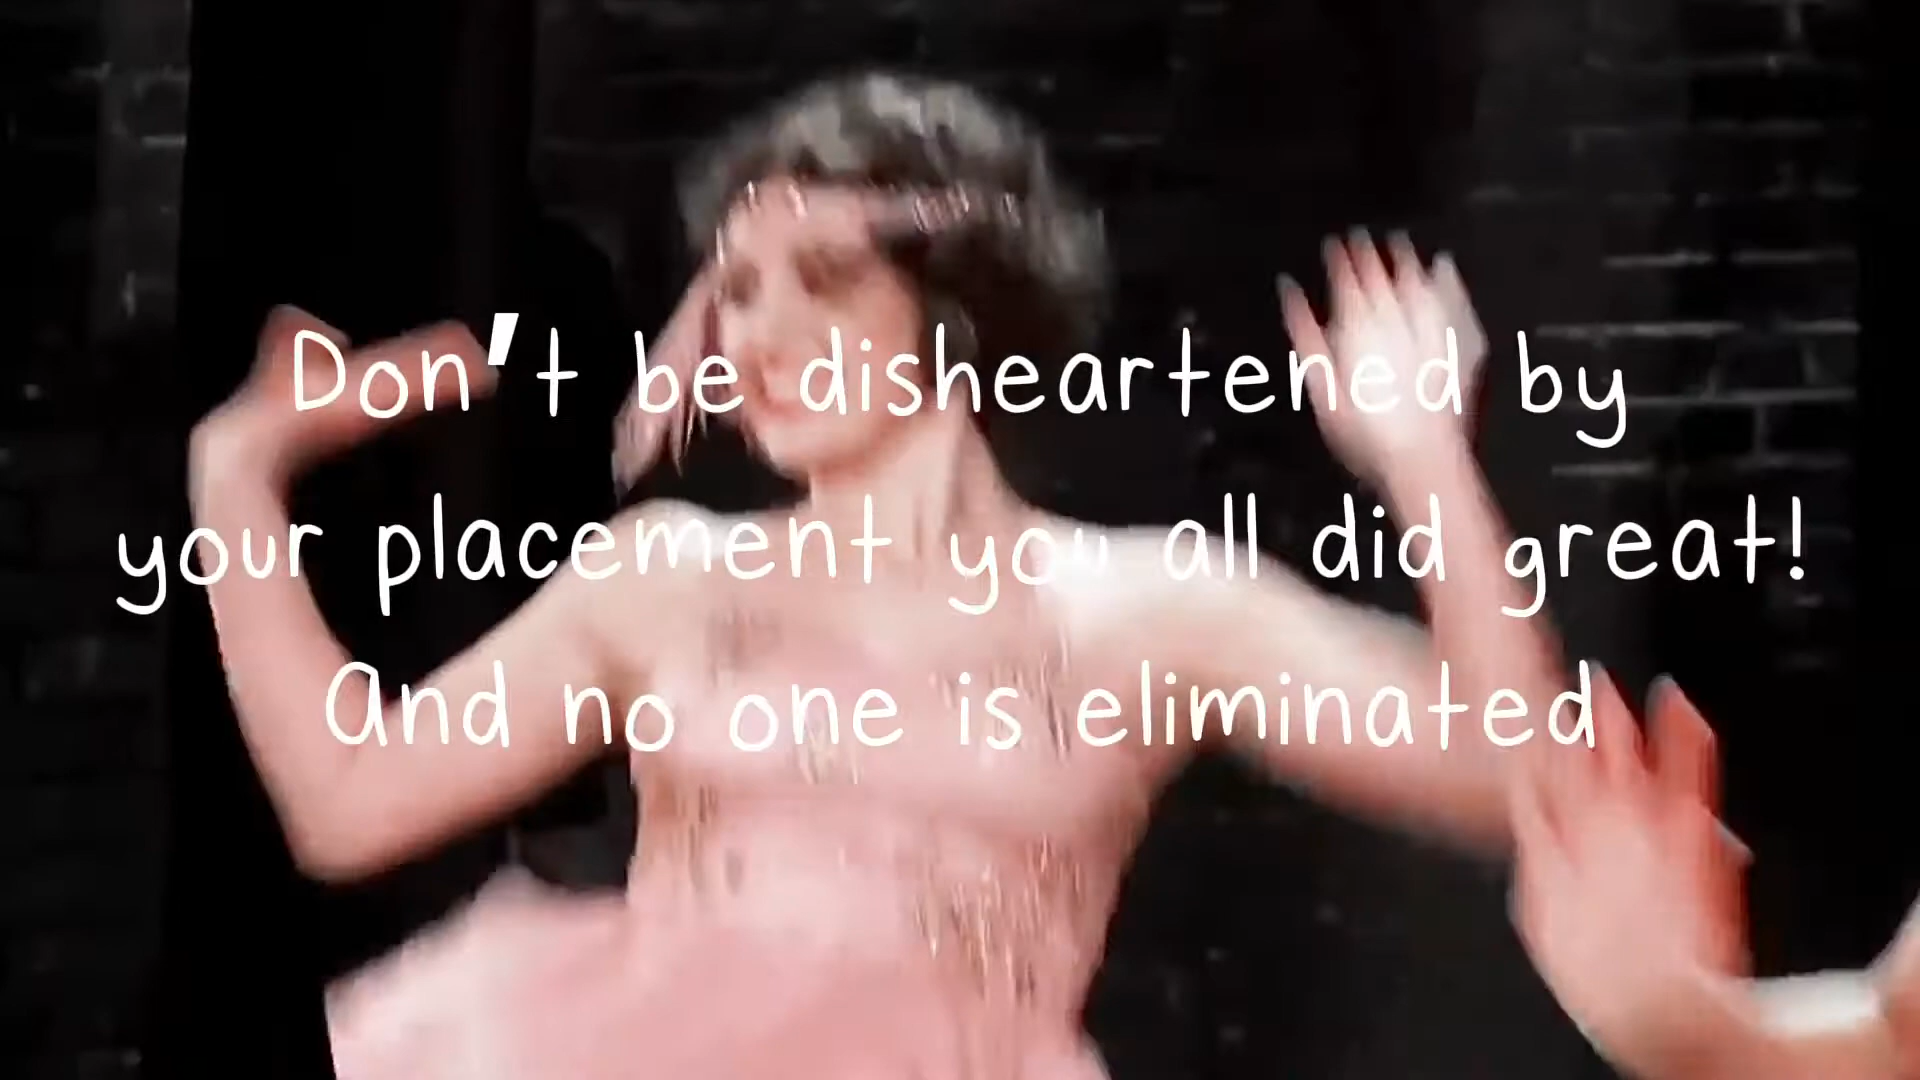 Don't be disheartened by
your placement you all did great!
And no one is eliminated